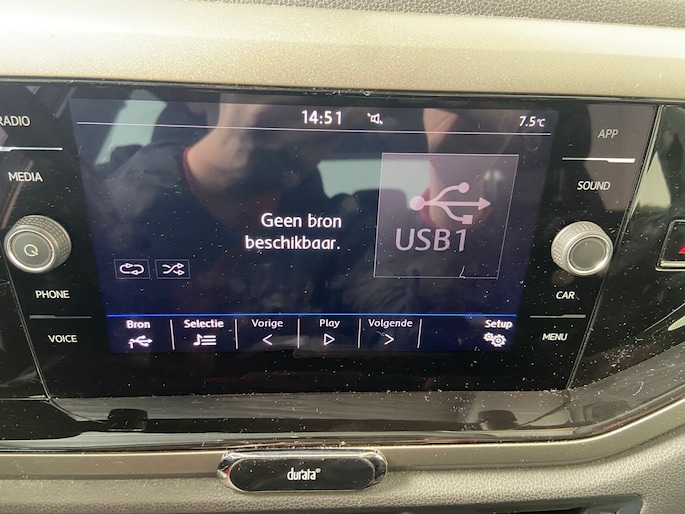 RADIO
MEDIA
PHONE
VOICE
14:51
7.5°C
Geen bron
beschikbaar.
USB1
Bron
Selectie
Vorige
Play
Volgende
Setup
APP
SOUND
CAR
MENU
durata®